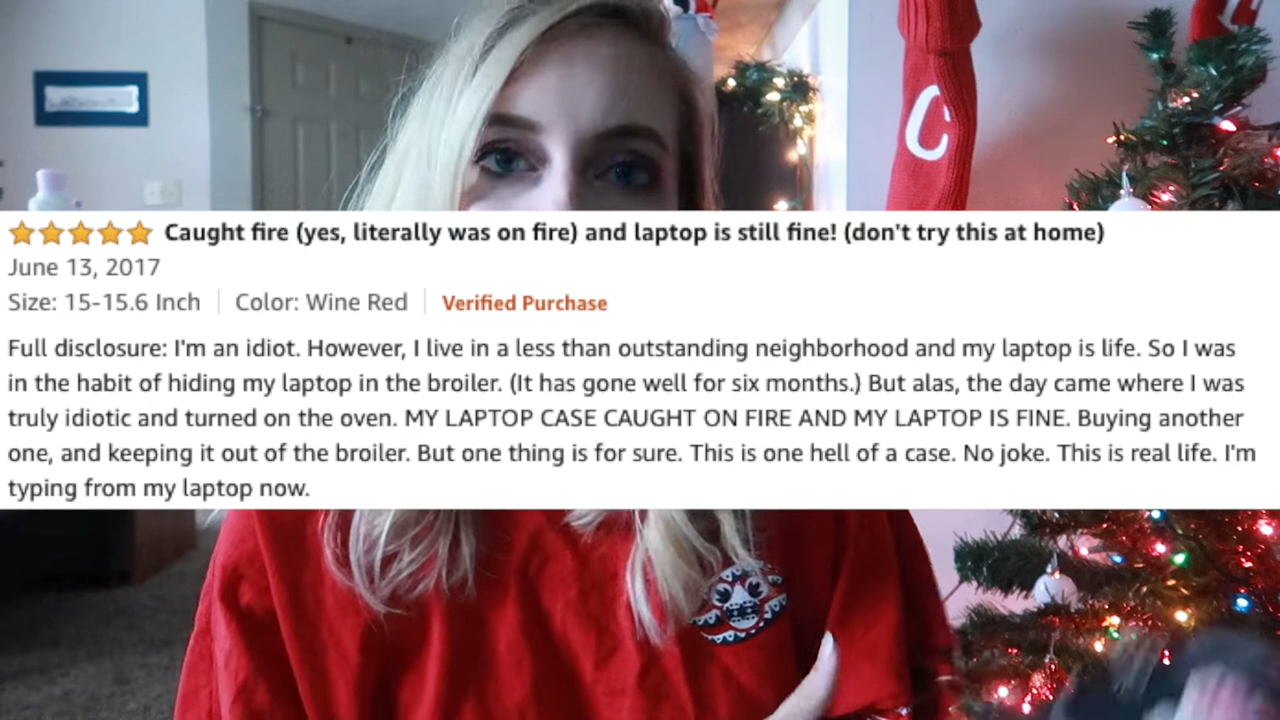 C
Caught fire (yes, literally was on fire) and laptop is still fine! (don't try this at home)
June 13, 2017
Size: 15-15.6 Inch | Color: Wine Red | Verified Purchase
Full disclosure: I'm an idiot. However, I live in a less than outstanding neighborhood and my laptop is life. So I was
in the habit of hiding my laptop in the broiler. (It has gone well for six months.) But alas, the day came where I was
truly idiotic and turned on the oven. MY LAPTOP CASE CAUGHT ON FIRE AND MY LAPTOP IS FINE. Buying another
one, and keeping it out of the broiler. But one thing is for sure. This is one hell of a case. No joke. This is real life. I'm
typing from my laptop now.